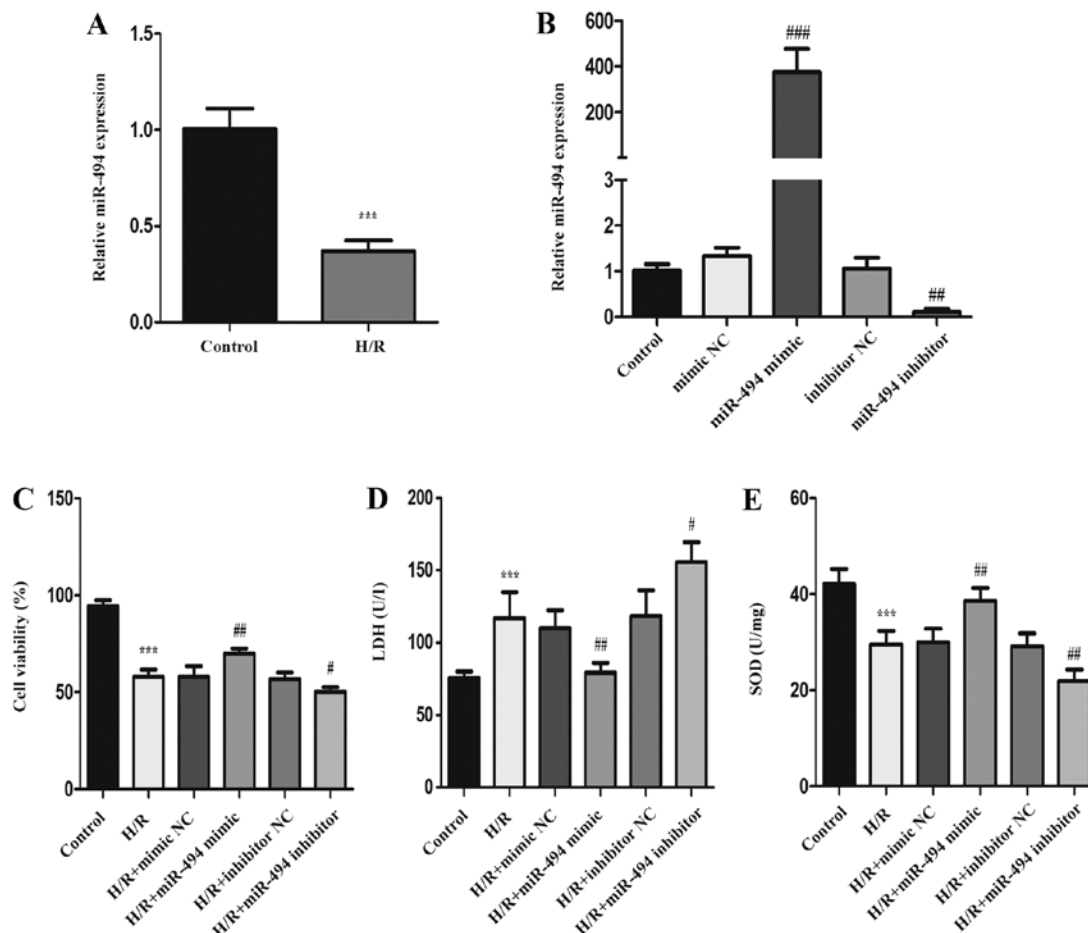 A
Relative miR-494 expression
1.5
1.0
0.5
0.0
***
Control
H/R
B
Relative miR-494 expression
600
400
200
3
2
1
0
###
##
Control
mimic NC
miR-494 mimic
inhibitor NC
miR-494 inhibitor
C
Cell viability (%)
150
100
50
0
***
##
#
Control
H/R
H/R+mimic NC
H/R+miR-494 mimic
H/R+inhibitor NC
H/R+miR-494 inhibitor
D
LDH (U/l)
200
150
100
50
0
***
##
#
Control
H/R
H/R+mimic NC
H/R+miR-494 mimic
H/R+inhibitor NC
H/R+miR-494 inhibitor
E
SOD (U/mg)
60
40
20
0
***
##
##
Control
H/R
H/R+mimic NC
H/R+miR-494 mimic
H/R+inhibitor NC
H/R+miR-494 inhibitor